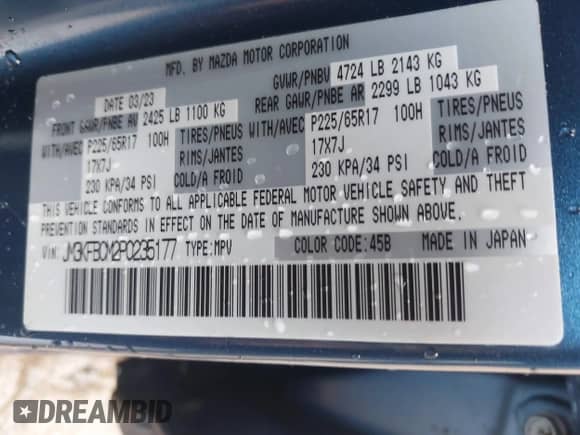 MFD. BY MAZDA MOTOR CORPORATION
DATE 03/23 GVWR/PNBV 4724 LB 2143 KG
FRONT GAWR/PNBE AV 2425 LB 1100 KG REAR GAWR/PNBE AR 2299 LB 1043 KG
WITH/AVEC P225/65R17 100H TIRES/PNEUS WITH/AVEC P225/65R17 100H TIRES/PNEUS
17X7J RIMS/JANTES 17X7J RIMS/JANTES
230 KPA/34 PSI COLD/A FROID 230 KPA/34 PSI COLD/A FROID
THIS VEHICLE CONFORMS TO ALL APPLICABLE FEDERAL MOTOR VEHICLE SAFETY AND THEFT
PREVENTION STANDARDS IN EFFECT ON THE DATE OF MANUFACTURE SHOWN ABOVE.
VIN: JM3KFBCM2P0235177 TYPE:MPV COLOR CODE:45B MADE IN JAPAN
DREAMBID